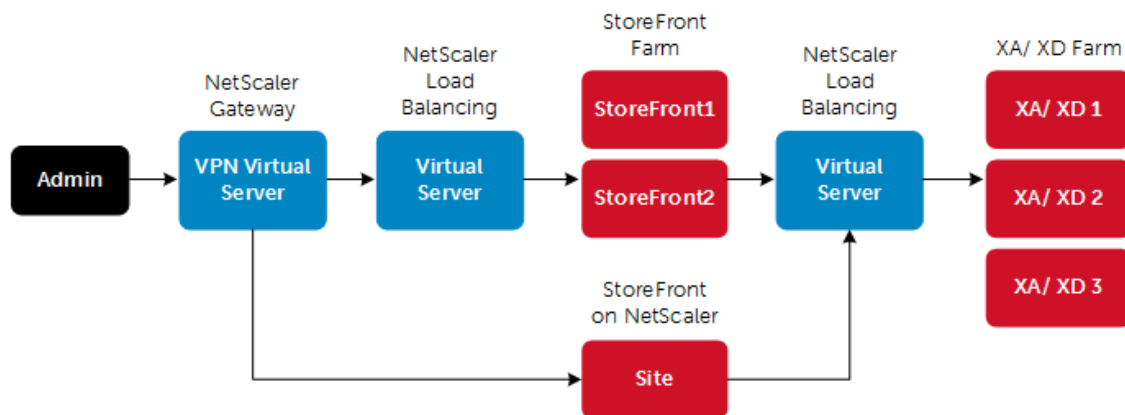 StoreFront
Farm
NetScaler
Load
Balancing
NetScaler
Load
Balancing
XA/ XD Farm
NetScaler
Gateway
StoreFront1
XA/ XD 1
Admin
VPN Virtual
Server
Virtual
Server
StoreFront2
Virtual
Server
XA/ XD 2
XA/ XD 3
StoreFront
on NetScaler
Site